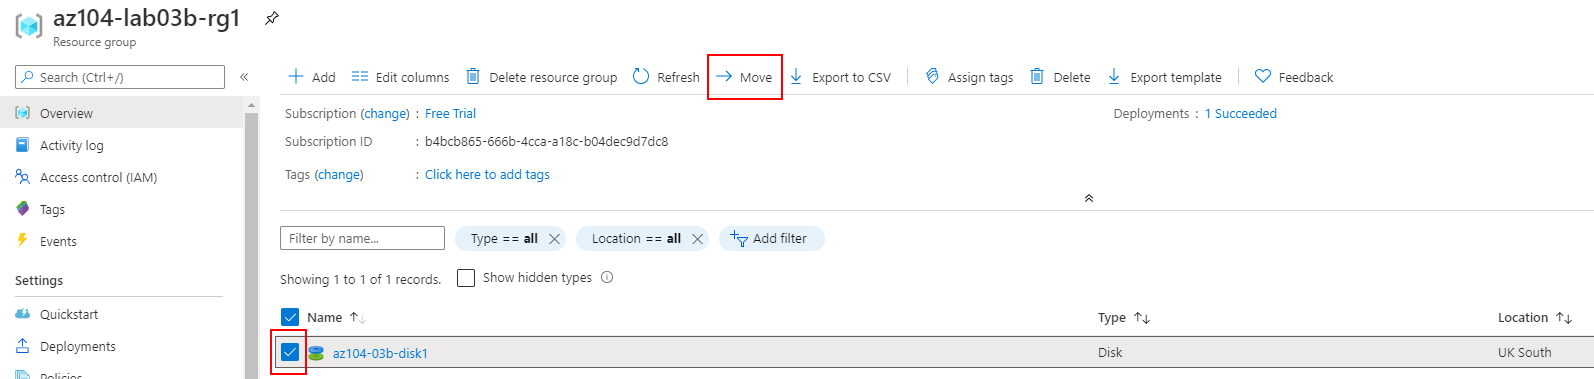 az104-lab03b-rg1
Resource group
Search (Ctrl+/)
«
Add
Edit columns
Delete resource group
Refresh
Move
Export to CSV
Assign tags
Delete
Export template
Feedback
Overview
Activity log
Access control (IAM)
Tags
Events
Settings
Quickstart
Deployments
Policies
Subscription (change) : Free Trial
Deployments : 1 Succeeded
Subscription ID : b4bcb865-666b-4cca-a18c-b04dec9d7dc8
Tags (change) : Click here to add tags
Filter by name...
Type == all
Location == all
Add filter
Showing 1 to 1 of 1 records.
Show hidden types
Name
Type
Location
az104-03b-disk1
Disk
UK South